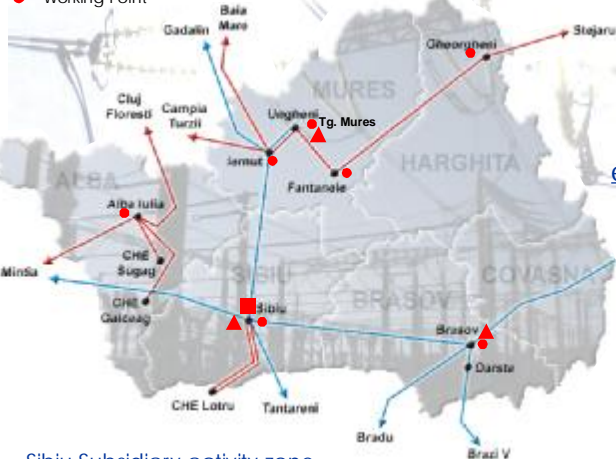 Working Point
Baia
Mare
Gadalin
Gheorgheni
Stejaru
MURES
Cluj
Floresti
Campia
Turzii
Ungheni
Tg. Mures
Iernut
HARGHITA
Fantanele
ALBA
Alba Iulia
CHE
Sugag
Mintia
SIBIU
COVASNA
CHE
Galceag
BRASOV
Sibiu
Brasov
Darste
CHE Lotru
Tantareni
Bradu
Brazi V
Sibiu Subsidiary activity zone